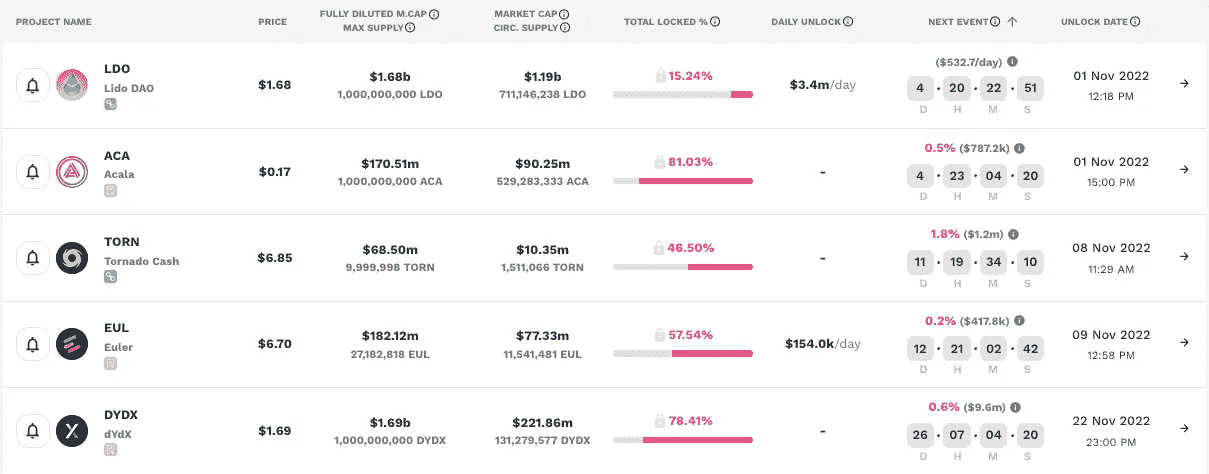 PROJECT NAME PRICE FULLY DILUTED M.CAP MAX SUPPLY MARKET CAP CIRC. SUPPLY TOTAL LOCKED % DAILY UNLOCK NEXT EVENT UNLOCK DATE
LDO
Lido DAO
$1.68
$1.68b
1,000,000,000 LDO
$1.19b
711,146,238 LDO
15.24%
$3.4m/day
($532.7/day)
4 20 22 51
D H M S
01 Nov 2022
12:18 PM
ACA
Acala
$0.17
$170.51m
1,000,000,000 ACA
$90.25m
529,283,333 ACA
81.03%
-
0.5% ($787.2k)
4 23 04 20
D H M S
01 Nov 2022
15:00 PM
TORN
Tornado Cash
$6.85
$68.50m
9,999,998 TORN
$10.35m
1,511,066 TORN
46.50%
-
1.8% ($1.2m)
11 19 34 10
D H M S
08 Nov 2022
11:29 AM
EUL
Euler
$6.70
$182.12m
27,182,818 EUL
$77.33m
11,541,481 EUL
57.54%
$154.0k/day
0.2% ($417.8k)
12 21 02 42
D H M S
09 Nov 2022
12:58 PM
DYDX
dYdX
$1.69
$1.69b
1,000,000,000 DYDX
$221.86m
131,279,577 DYDX
78.41%
-
0.6% ($9.6m)
26 07 04 20
D H M S
22 Nov 2022
23:00 PM